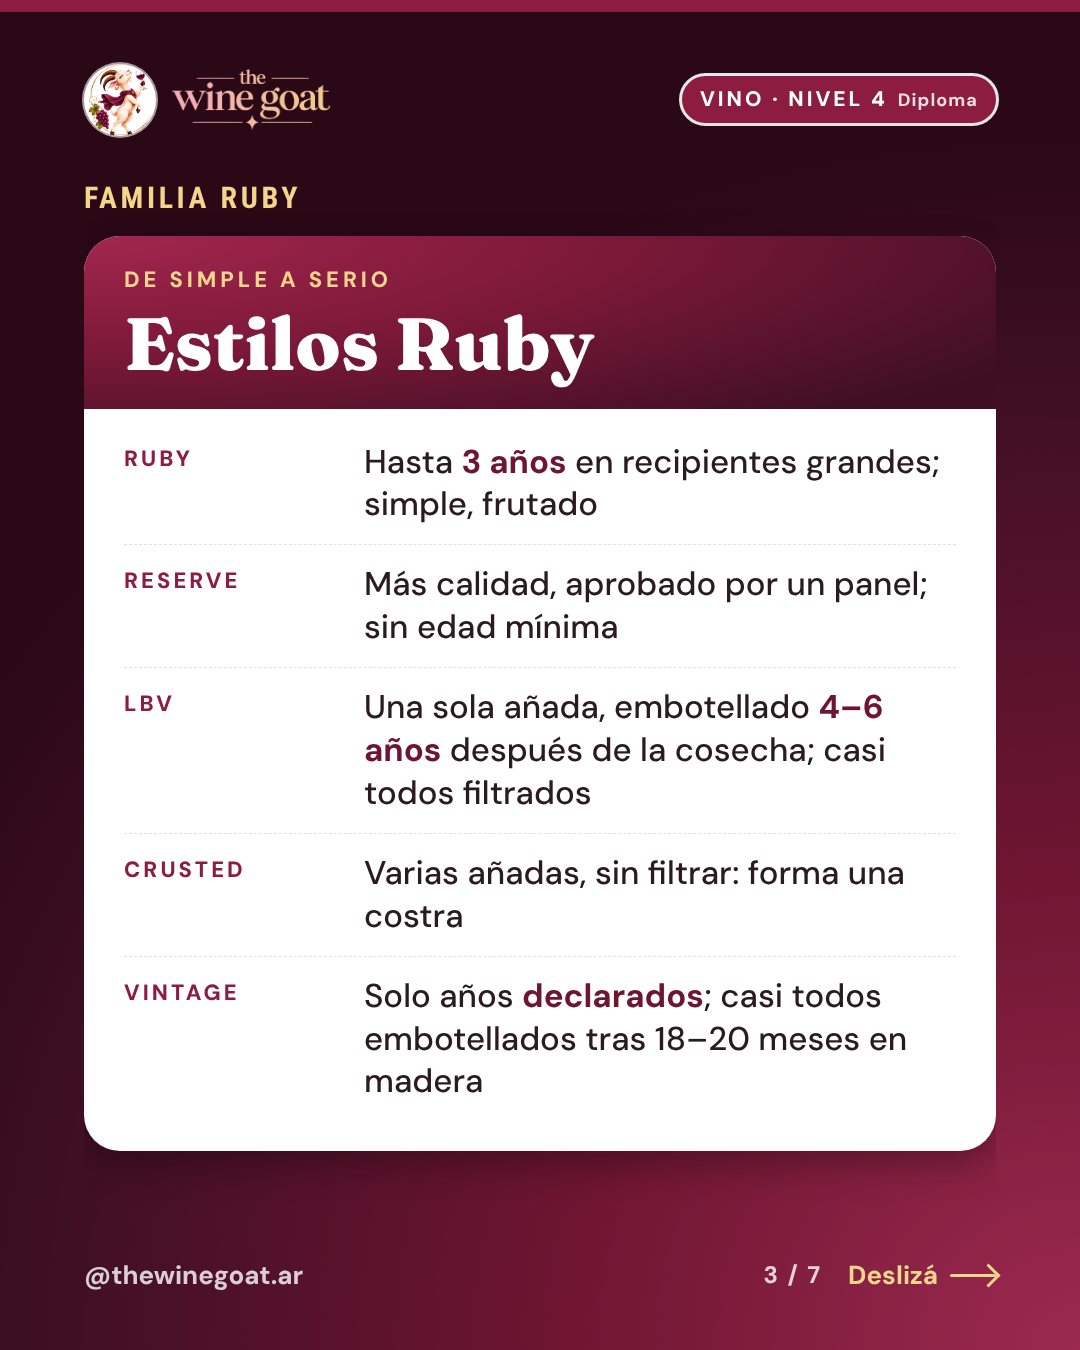 the
wine goat
VINO · NIVEL 4 Diploma
FAMILIA RUBY
DE SIMPLE A SERIO
Estilos Ruby
RUBY
Hasta 3 años en recipientes grandes;
simple, frutado
RESERVE
Más calidad, aprobado por un panel;
sin edad mínima
LBV
Una sola añada, embotellado 4–6
años después de la cosecha; casi
todos filtrados
CRUSTED
Varias añadas, sin filtrar: forma una
costra
VINTAGE
Solo años declarados; casi todos
embotellados tras 18–20 meses en
madera
@thewinegoat.ar
3 / 7 Deslizá